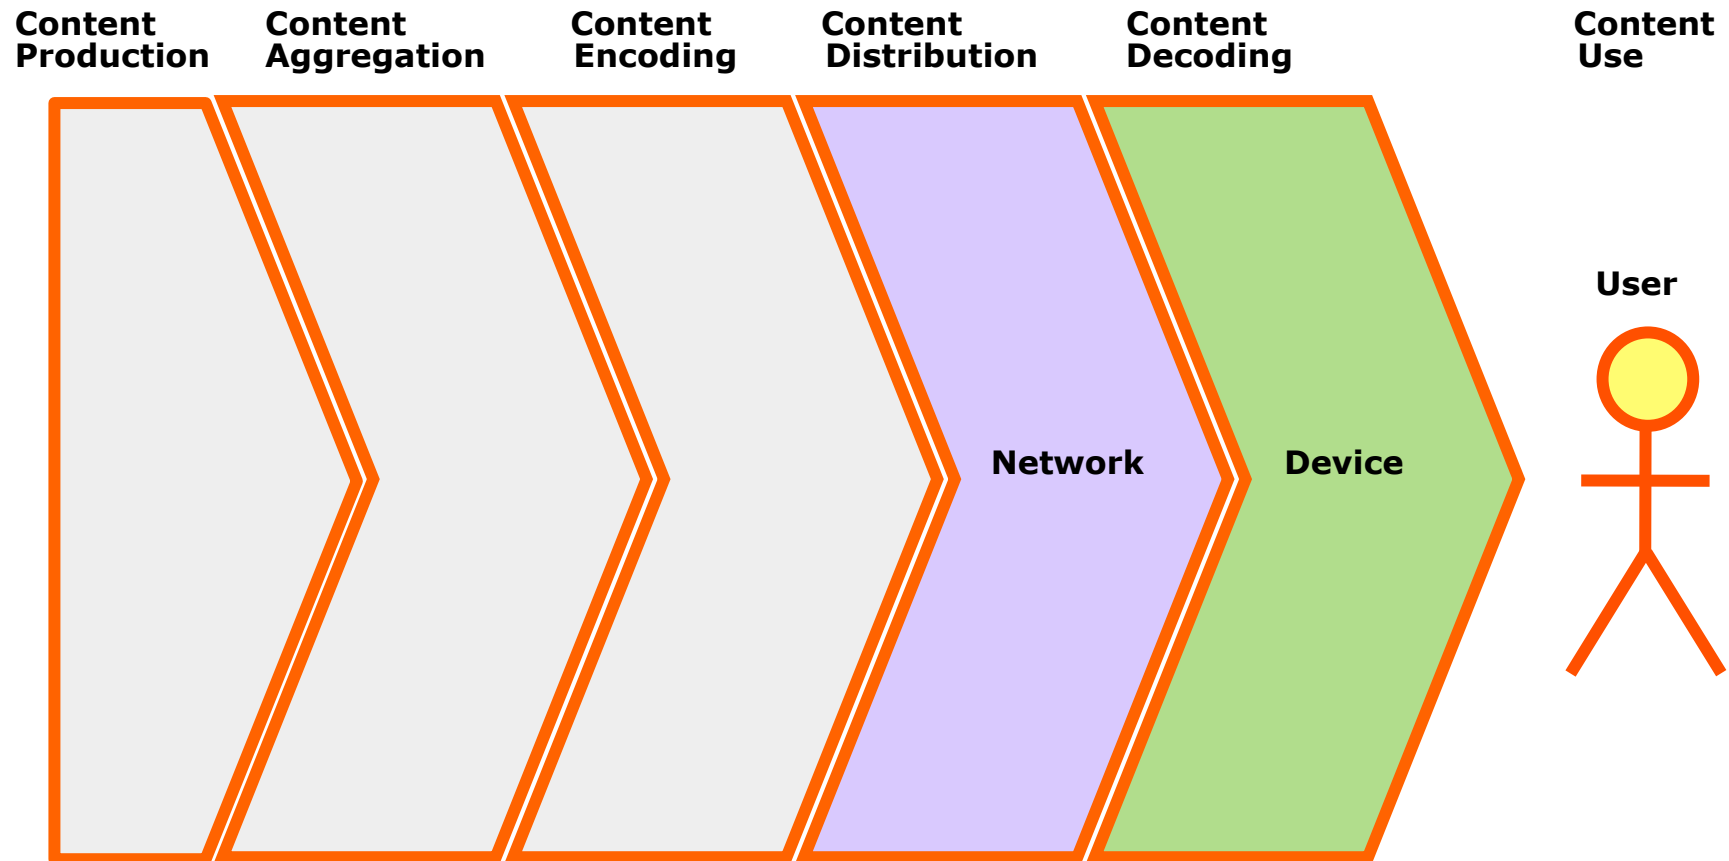 Content
Production
Content
Aggregation
Content
Encoding
Content
Distribution
Content
Decoding
Content
Use
User
Network
Device